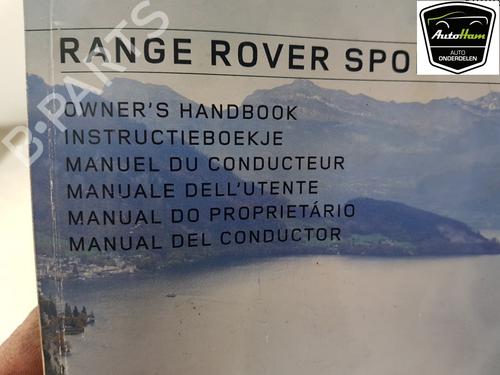 RANGE ROVER SPO
OWNER'S HANDBOOK
INSTRUCTIEBOEKJE
MANUEL DU CONDUCTEUR
MANUALE DELL'UTENTE
MANUAL DO PROPRIETÁRIO
MANUAL DEL CONDUCTOR
AutoHam
AUTO
ONDERDELEN
B-PARTS